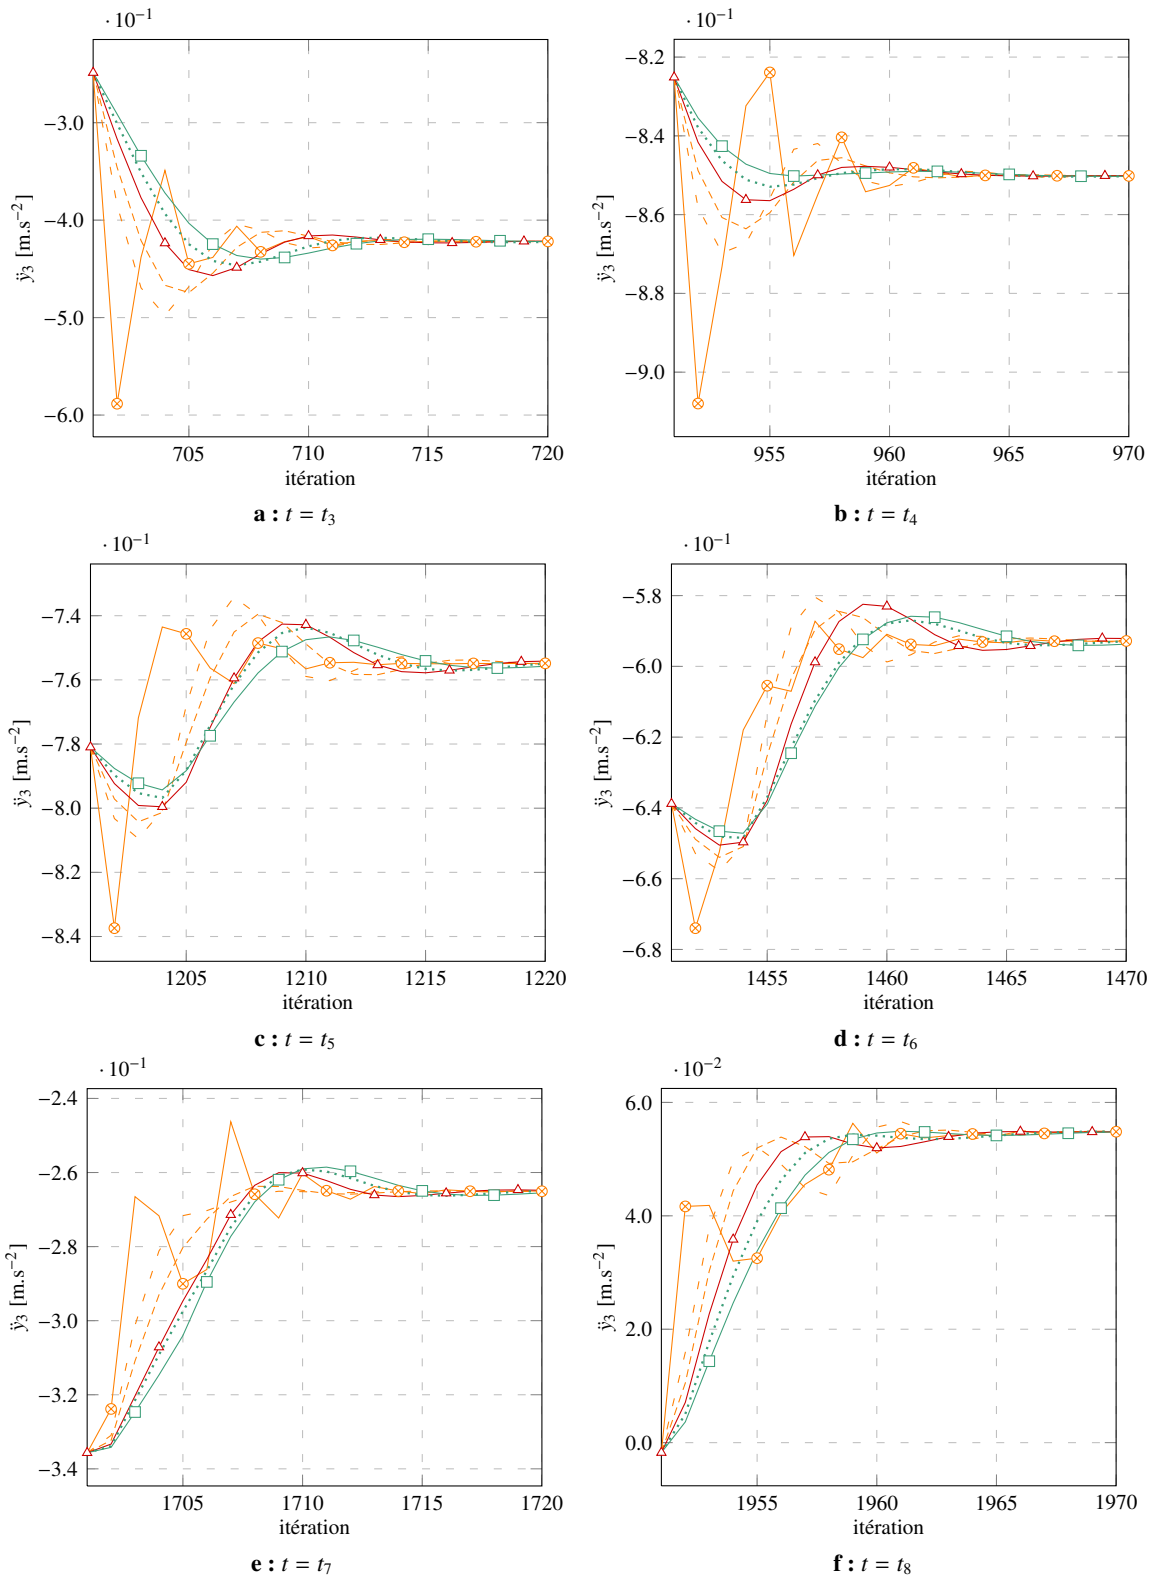 · 10⁻¹
−3.0
−4.0
−5.0
−6.0
ÿ₃ [m.s⁻²]
705 710 715 720
itération
a : t = t₃
· 10⁻¹
−8.2
−8.4
−8.6
−8.8
−9.0
ÿ₃ [m.s⁻²]
955 960 965 970
itération
b : t = t₄
· 10⁻¹
−7.4
−7.6
−7.8
−8.0
−8.2
−8.4
ÿ₃ [m.s⁻²]
1205 1210 1215 1220
itération
c : t = t₅
· 10⁻¹
−5.8
−6.0
−6.2
−6.4
−6.6
−6.8
ÿ₃ [m.s⁻²]
1455 1460 1465 1470
itération
d : t = t₆
· 10⁻¹
−2.4
−2.6
−2.8
−3.0
−3.2
−3.4
ÿ₃ [m.s⁻²]
1705 1710 1715 1720
itération
e : t = t₇
· 10⁻²
6.0
4.0
2.0
0.0
ÿ₃ [m.s⁻²]
1955 1960 1965 1970
itération
f : t = t₈